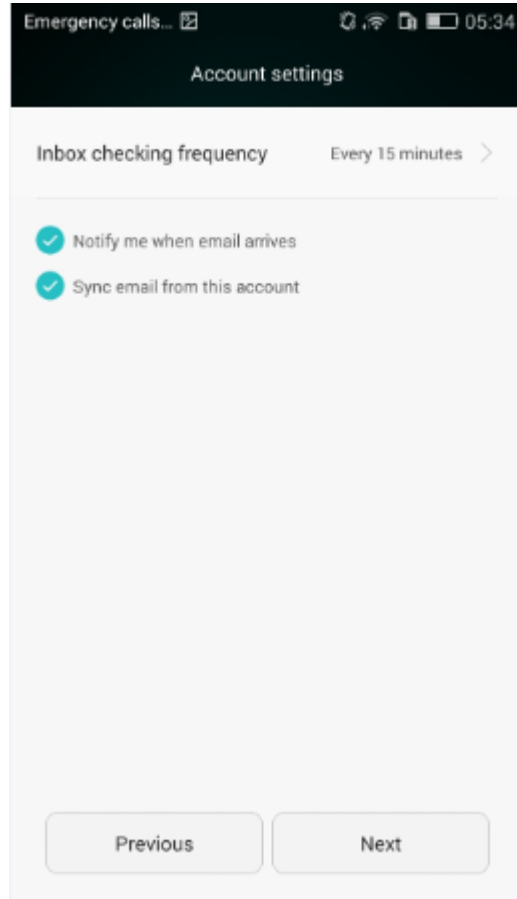 Emergency calls... 05:34
Account settings
Inbox checking frequency Every 15 minutes
Notify me when email arrives
Sync email from this account
Previous Next